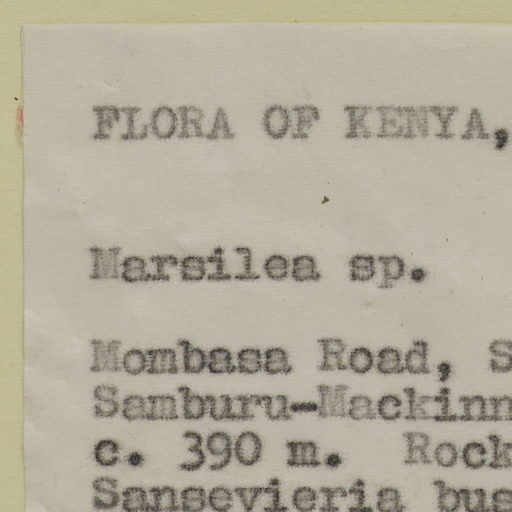 FLORA OF KENYA,
Marsilea sp.
Mombasa Road, S
Samburu-Mackinn
c. 390 m. Rock
Sansevieria bus